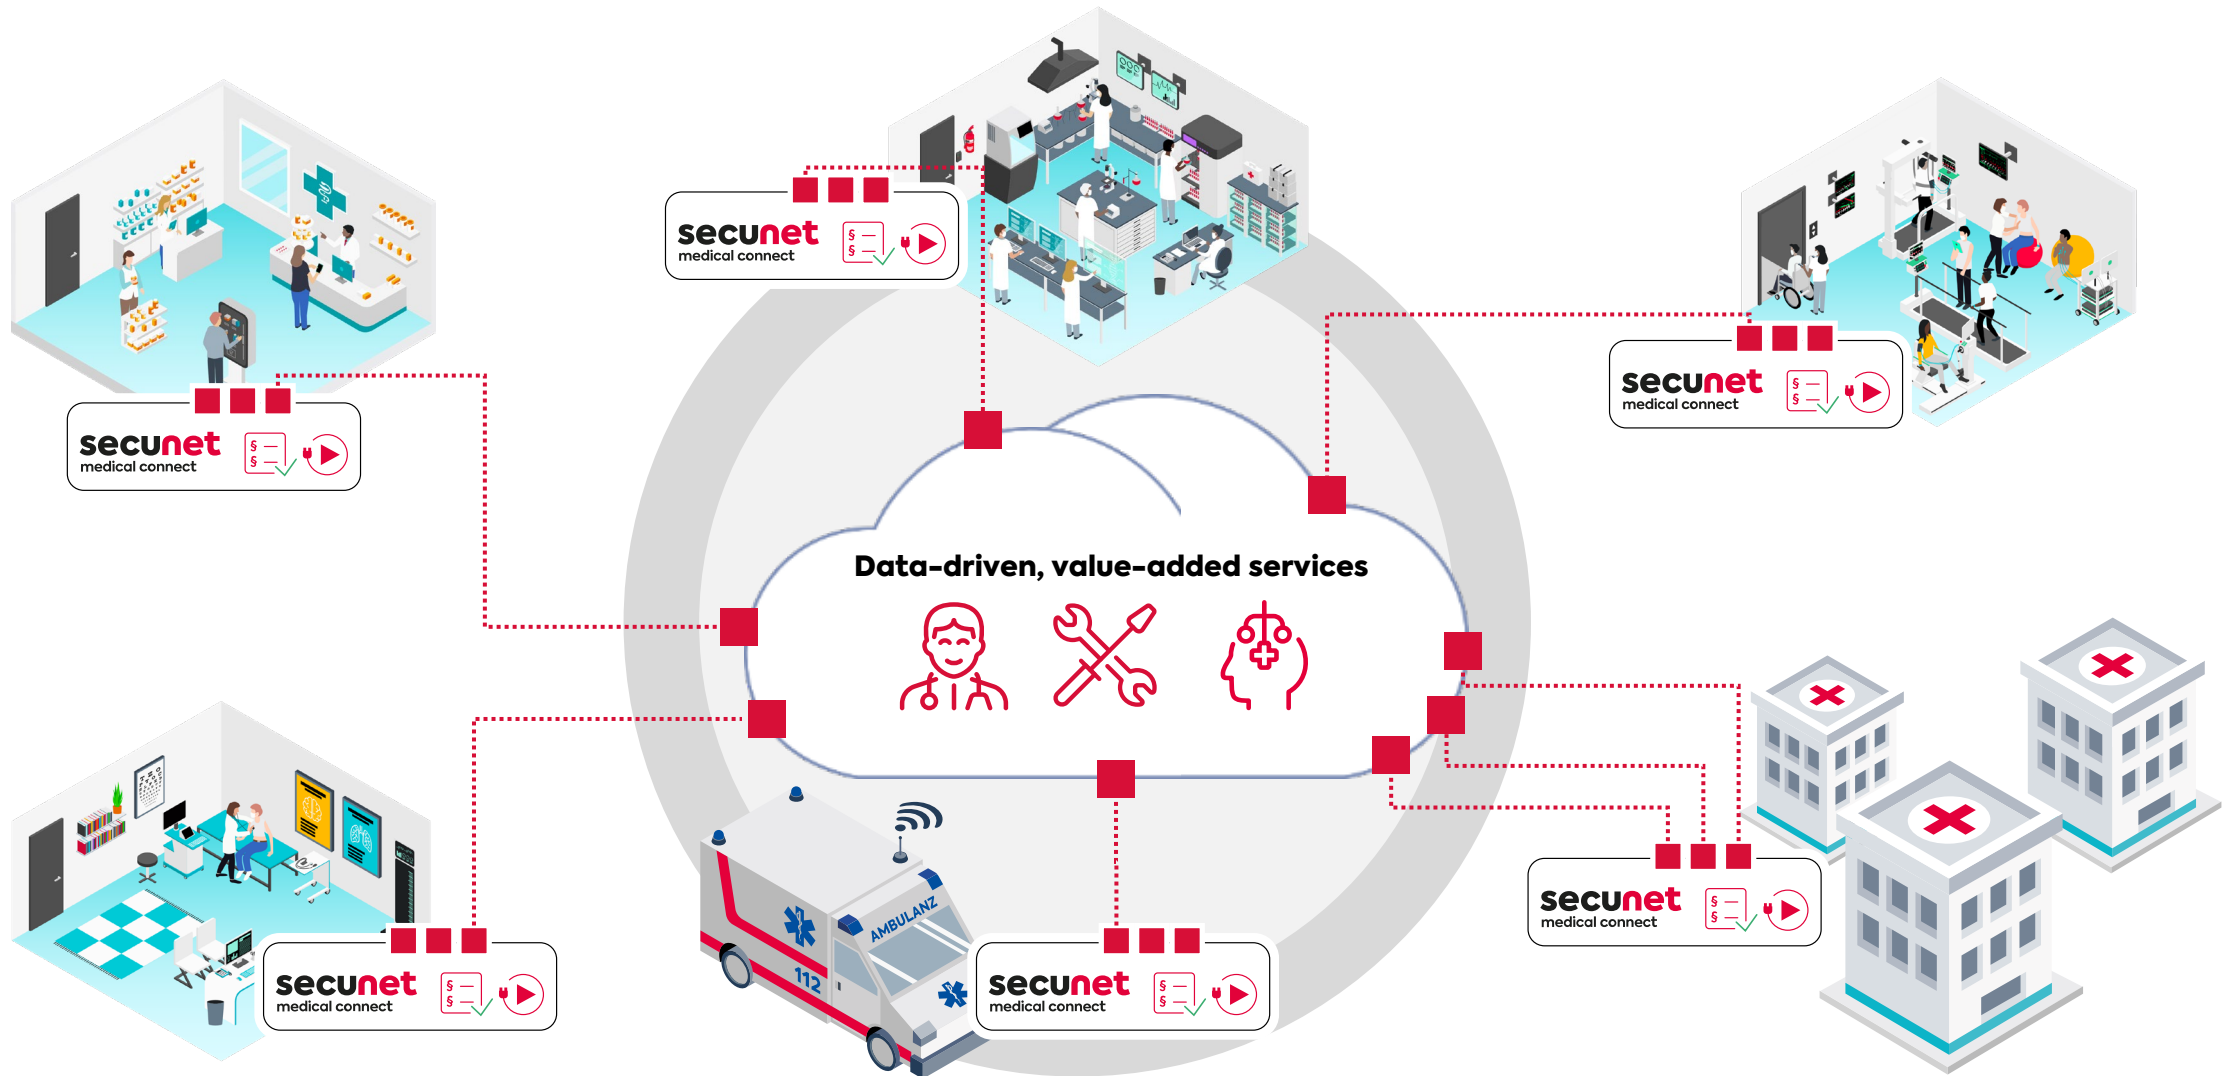 secunet
medical connect
§
§
secunet
medical connect
§
§
secunet
medical connect
§
§
Data-driven, value-added services
AMBULANZ
112
secunet
medical connect
§
§
secunet
medical connect
§
§
secunet
medical connect
§
§